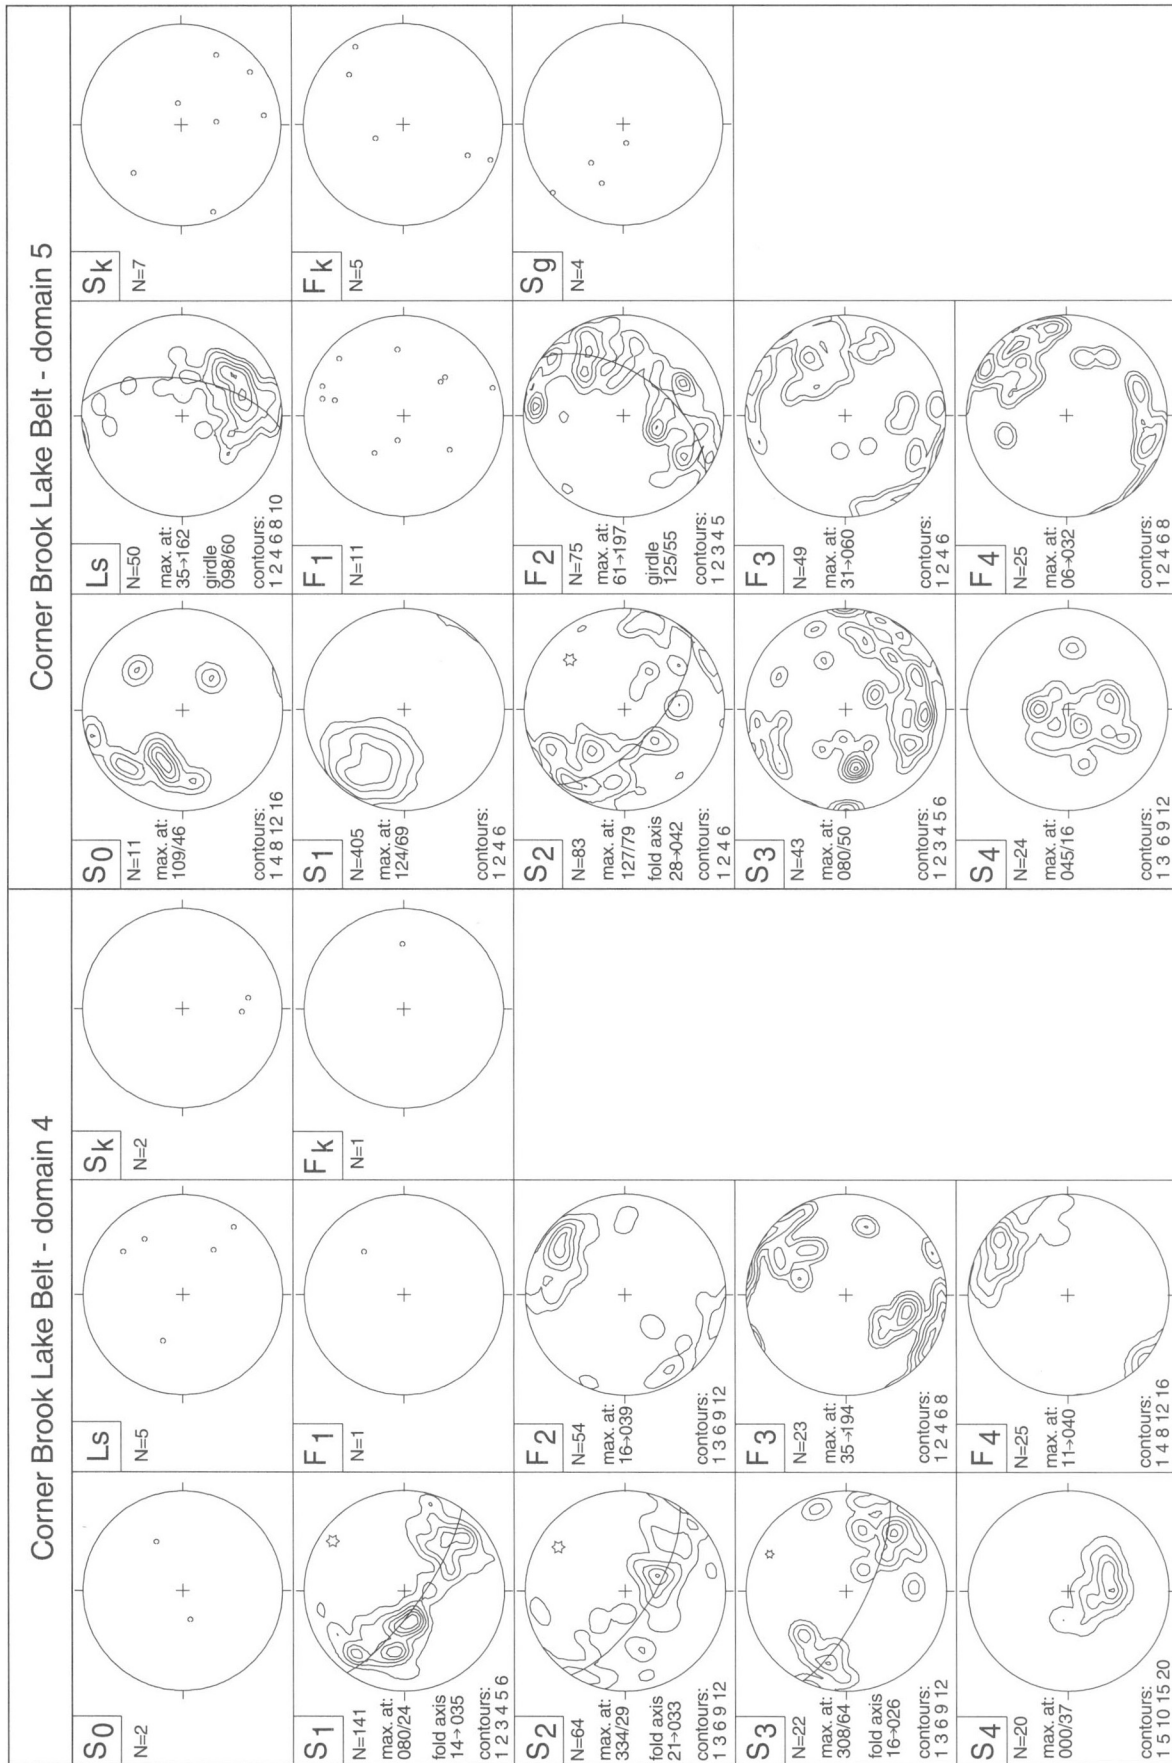 Corner Brook Lake Belt - domain 4
S0
N=2
Ls
N=5
Sk
N=2
S1
N=141
max. at:
080/24
fold axis
14→035
contours:
1 2 3 4 5 6
F1
N=1
Fk
N=1
S2
N=64
max. at:
334/29
fold axis
21→033
contours:
1 3 6 9 12
F2
N=54
max. at:
16→039
contours:
1 3 6 9 12
S3
N=22
max. at:
308/64
fold axis
16→026
contours:
1 3 6 9 12
F3
N=23
max. at:
35→194
contours:
1 2 4 6 8
S4
N=20
max. at:
000/37
contours:
1 5 10 15 20
F4
N=25
max. at:
11→040
contours:
1 4 8 12 16
Corner Brook Lake Belt - domain 5
S0
N=11
max. at:
109/46
contours:
1 4 8 12 16
Ls
N=50
max. at:
35→162
girdle
098/60
contours:
1 2 4 6 8 10
Sk
N=7
S1
N=405
max. at:
124/69
contours:
1 2 4 6
F1
N=11
Fk
N=5
S2
N=83
max. at:
127/79
fold axis
28→042
contours:
1 2 4 6
F2
N=75
max. at:
61→197
girdle
125/55
contours:
1 2 3 4 5
Sg
N=4
S3
N=43
max. at:
080/50
contours:
1 2 3 4 5 6
F3
N=49
max. at:
31→060
contours:
1 2 4 6
S4
N=24
max. at:
045/16
contours:
1 3 6 9 12
F4
N=25
max. at:
06→032
contours:
1 2 4 6 8